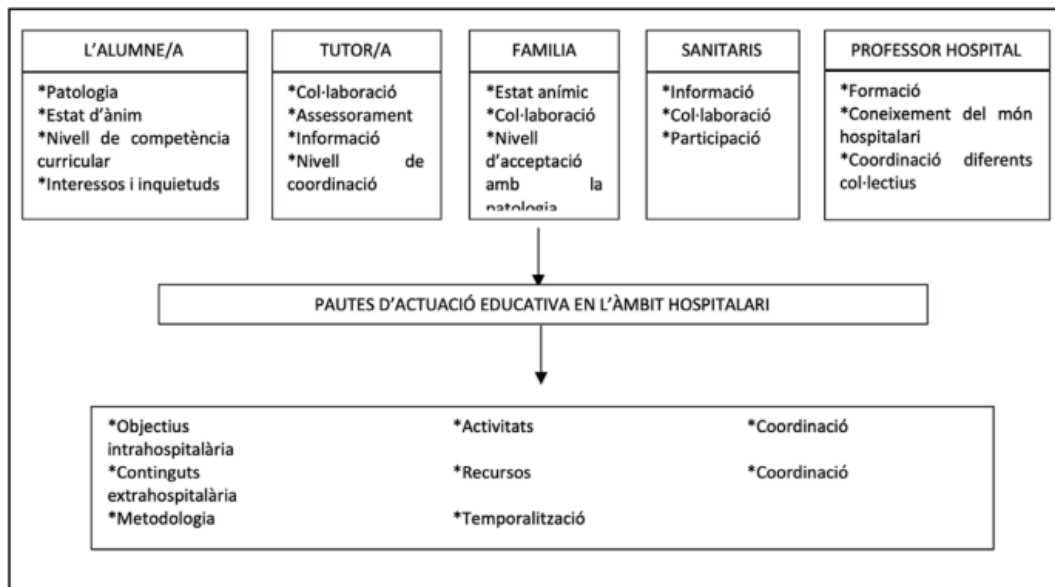 L'ALUMNE/A
*Patologia
*Estat d'ànim
*Nivell de competència
curricular
*Interessos i inquietuds
TUTOR/A
*Col·laboració
*Assessorament
*Informació
*Nivell de
coordinació
FAMILIA
*Estat anímic
*Col·laboració
*Nivell
d'acceptació
amb la
patologia
SANITARIS
*Informació
*Col·laboració
*Participació
PROFESSOR HOSPITAL
*Formació
*Coneixement del món
hospitalari
*Coordinació diferents
col·lectius
PAUTES D'ACTUACIÓ EDUCATIVA EN L'ÀMBIT HOSPITALARI
*Objectius *Activitats *Coordinació
intrahospitalària
*Continguts *Recursos *Coordinació
extrahospitalària
*Metodologia *Temporalització